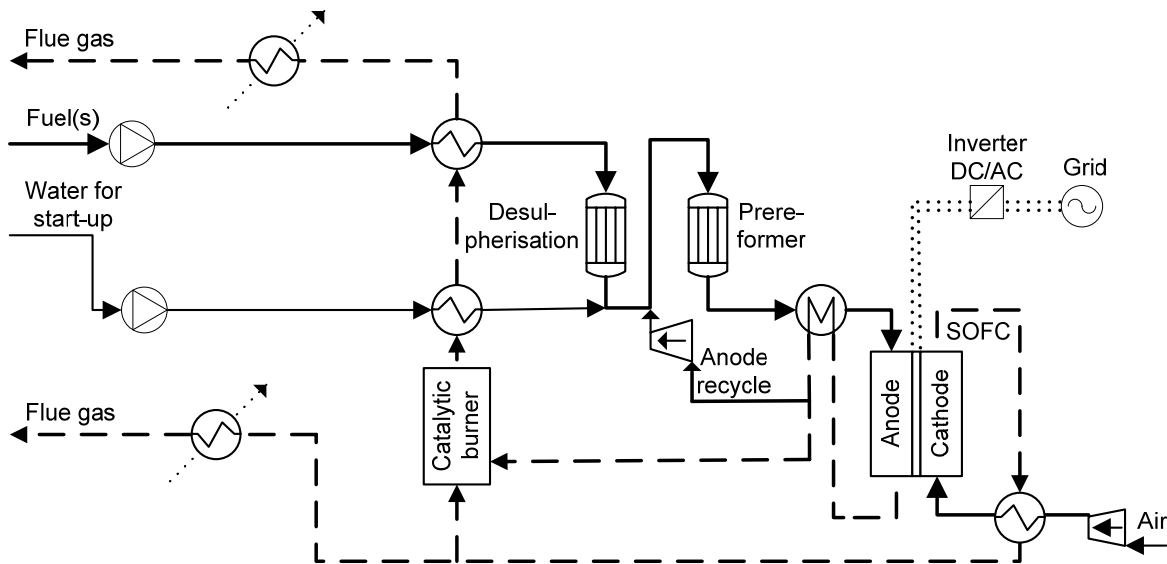 Flue gas
Fuel(s)
Water for
start-up
Desul-
pherisation
Prere-
former
Inverter
DC/AC
Grid
SOFC
Anode
recycle
Anode
Cathode
Catalytic
burner
Flue gas
Air